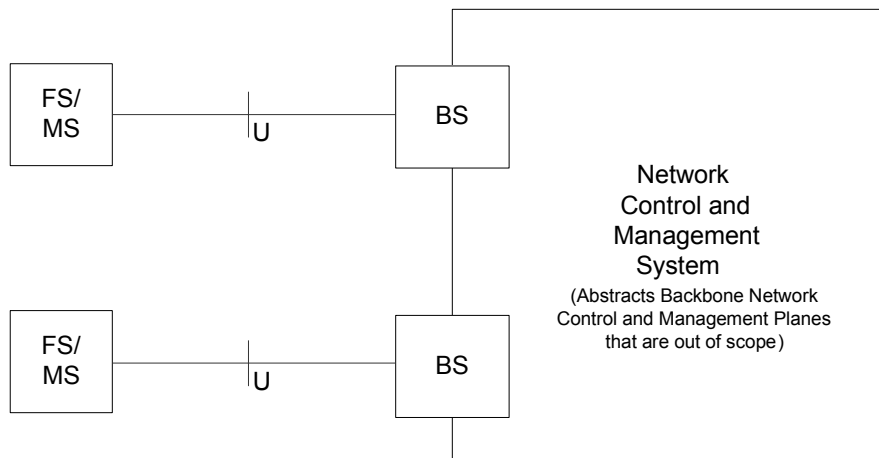 FS/
MS
U
BS
Network
Control and
Management
System
(Abstracts Backbone Network
Control and Management Planes
that are out of scope)
FS/
MS
U
BS